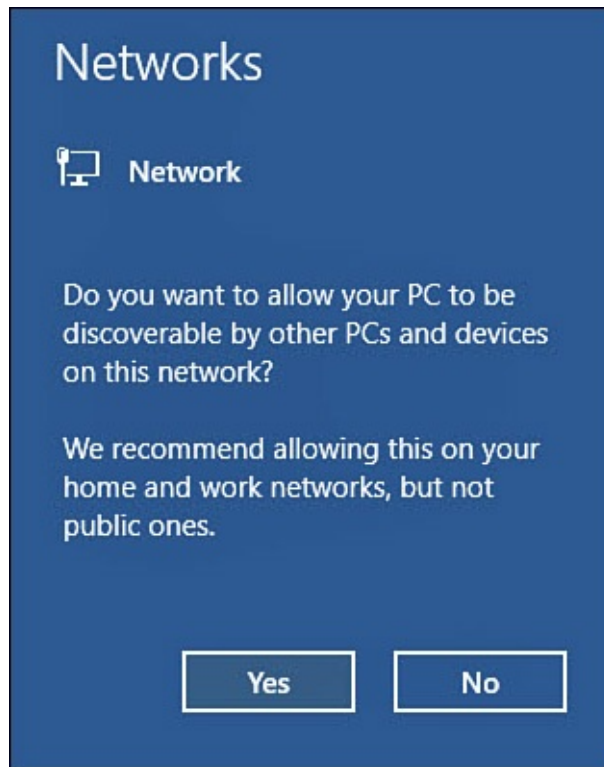 Networks
Network
Do you want to allow your PC to be
discoverable by other PCs and devices
on this network?
We recommend allowing this on your
home and work networks, but not
public ones.
Yes
No